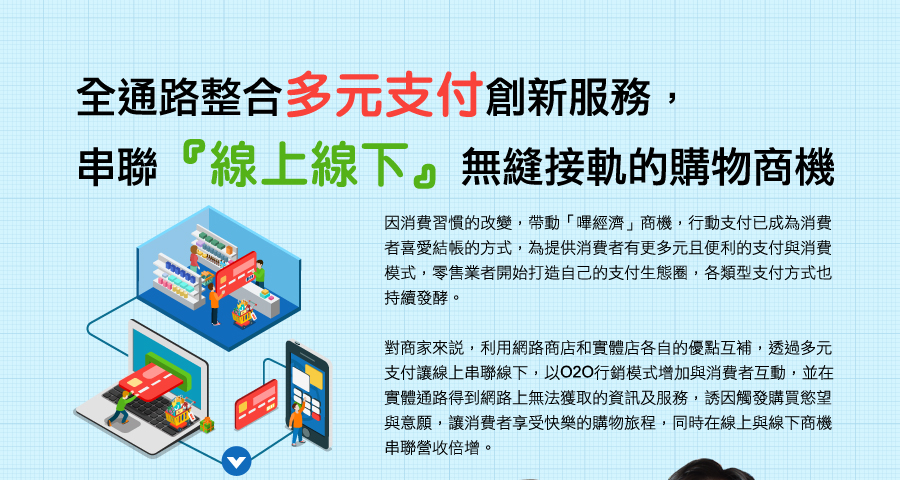 全通路整合多元支付創新服務，
串聯『線上線下』無縫接軌的購物商機
因消費習慣的改變，帶動「嗶經濟」商機，行動支付已成為消費
者喜愛結帳的方式，為提供消費者有更多元且便利的支付與消費
模式，零售業者開始打造自己的支付生態圈，各類型支付方式也
持續發酵。
對商家來說，利用網路商店和實體店各自的優點互補，透過多元
支付讓線上串聯線下，以O2O行銷模式增加與消費者互動，並在
實體通路得到網路上無法獲取的資訊及服務，誘因觸發購買慾望
與意願，讓消費者享受快樂的購物旅程，同時在線上與線下商機
串聯營收倍增。